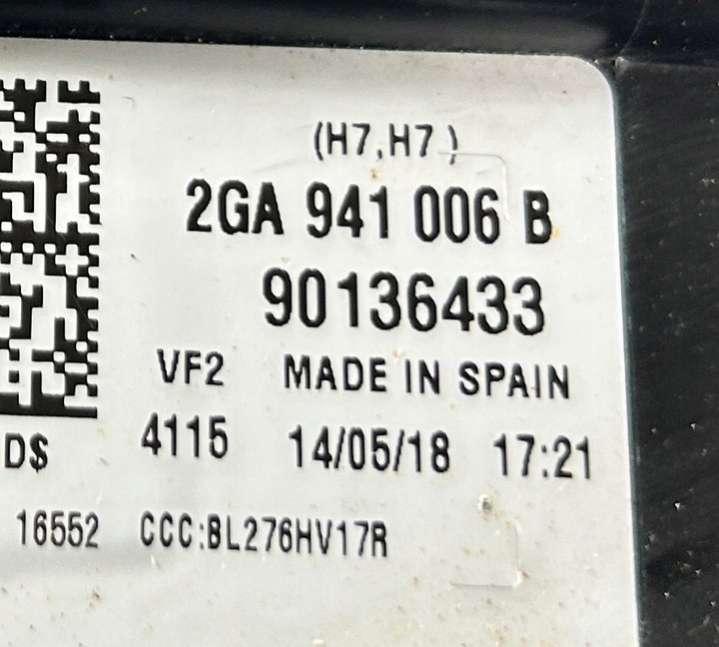 (H7,H7 )
2GA 941 006 B
90136433
VF2 MADE IN SPAIN
4115 14/05/18 17:21
D$
16552 CCC:BL276HV17R